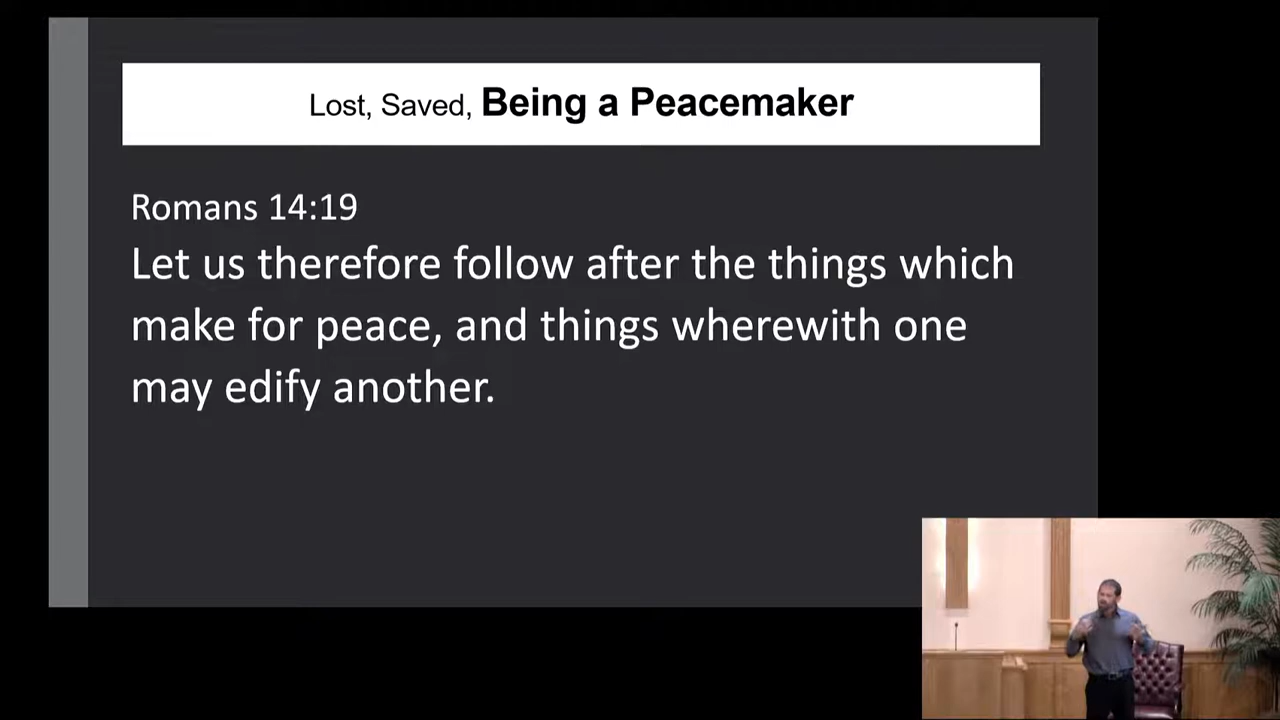 Lost, Saved, Being a Peacemaker
Romans 14:19
Let us therefore follow after the things which
make for peace, and things wherewith one
may edify another.